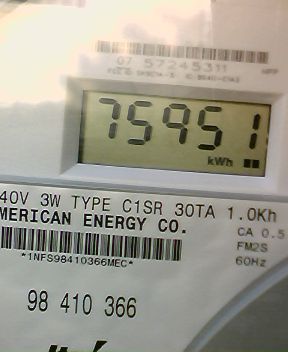 07 57245311
75951
kWh
40V 3W TYPE C1SR 30TA 1.0Kh
MERICAN ENERGY CO.
CA 0.5
FM2S
*1NFS98410366MEC*
60Hz
98 410 366